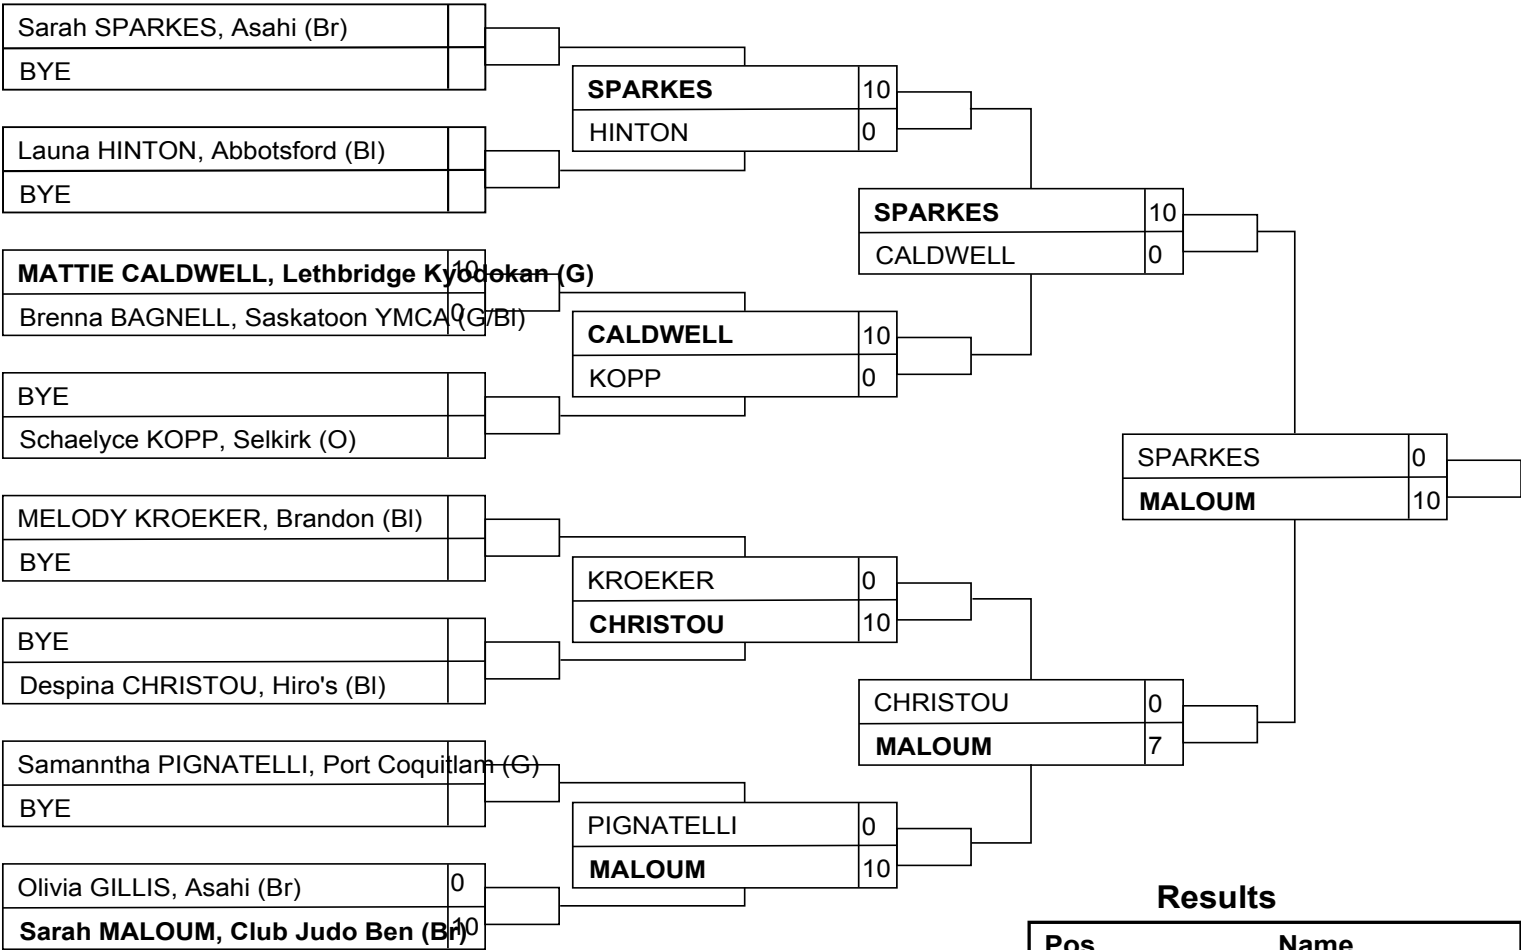 Sarah SPARKES, Asahi (Br)
BYE
Launa HINTON, Abbotsford (Bl)
BYE
MATTIE CALDWELL, Lethbridge Kyodokan (G) 10
Brenna BAGNELL, Saskatoon YMCA (G/Bl) 0
BYE
Schaelyce KOPP, Selkirk (O)
MELODY KROEKER, Brandon (Bl)
BYE
BYE
Despina CHRISTOU, Hiro's (Bl)
Samanntha PIGNATELLI, Port Coquitlam (G)
BYE
Olivia GILLIS, Asahi (Br) 0
Sarah MALOUM, Club Judo Ben (Br) 10
SPARKES 10
HINTON 0
CALDWELL 10
KOPP 0
KROEKER 0
CHRISTOU 10
PIGNATELLI 0
MALOUM 10
SPARKES 10
CALDWELL 0
CHRISTOU 0
MALOUM 7
SPARKES 0
MALOUM 10
Results
Pos Name